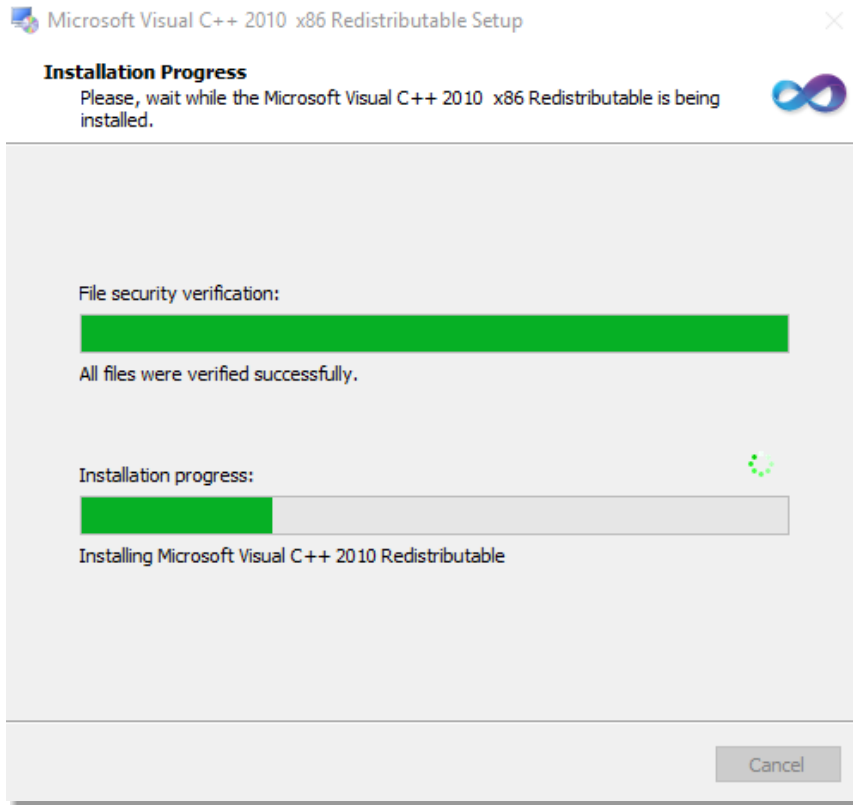 Microsoft Visual C++ 2010  x86 Redistributable Setup
Installation Progress
Please, wait while the Microsoft Visual C++ 2010  x86 Redistributable is being
installed.
File security verification:
All files were verified successfully.
Installation progress:
Installing Microsoft Visual C++ 2010 Redistributable
Cancel